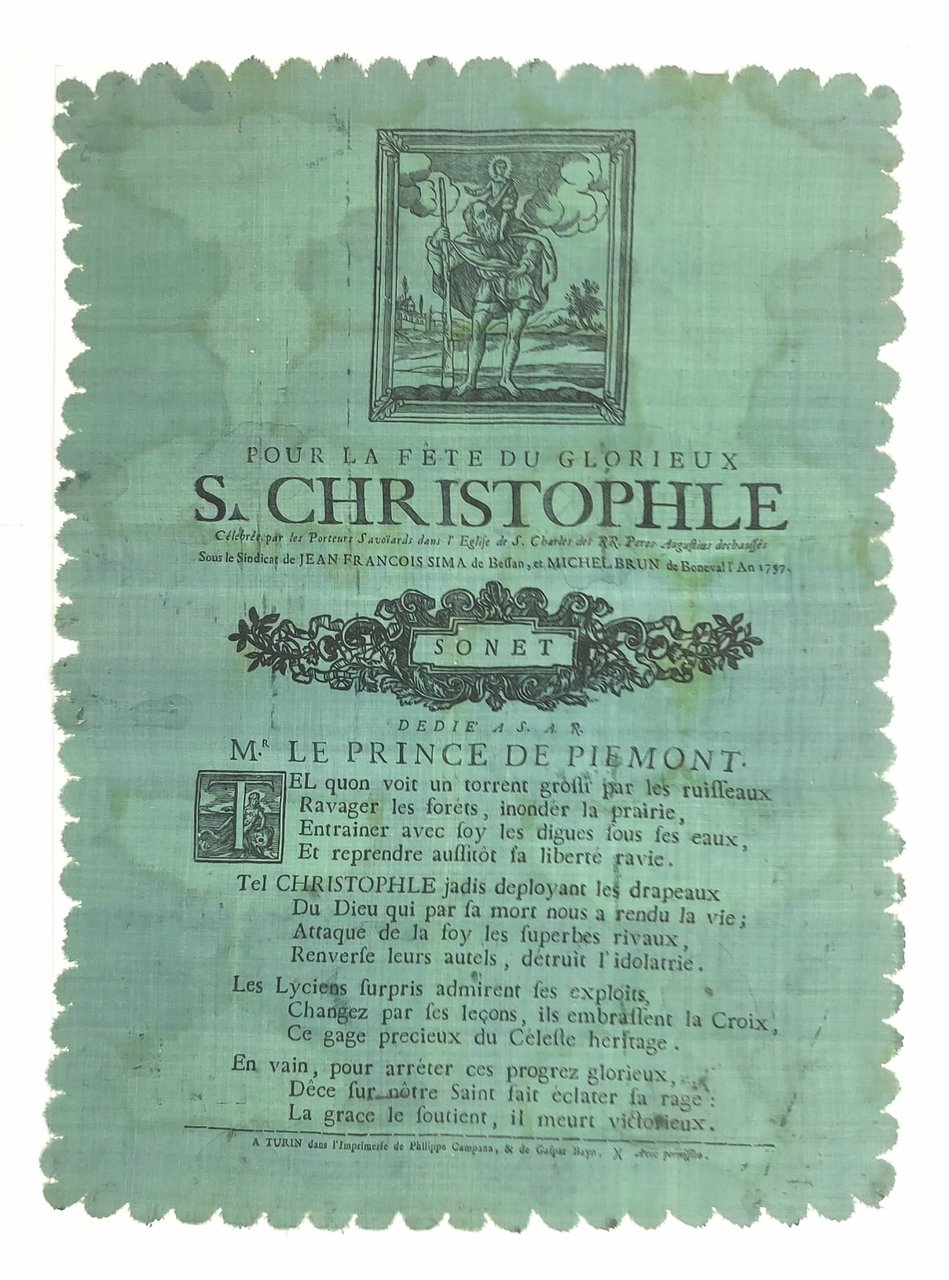 POUR LA FÊTE DU GLORIEUX
S. CHRISTOPHLE
Célébrée par les Porteurs Savoïards dans l'Eglise de S. Charles des RR. Peres Augustins dechaussés
Sous le Sindicat de JEAN FRANCOIS SIMA de Bessan, et MICHEL BRUN de Boneval l'An 1757.
SONET
DEDIE' A S. A. R.
M.R LE PRINCE DE PIEMONT.
TEL quon voit un torrent grossi par les ruisseaux
Ravager les forêts, inonder la prairie,
Entrainer avec soy les digues sous ses eaux,
Et reprendre aussitôt sa liberté ravie.
Tel CHRISTOPHLE jadis deployant les drapeaux
Du Dieu qui par sa mort nous a rendu la vie;
Attaque de la foy les superbes rivaux,
Renverse leurs autels, détruit l'idolatrie.
Les Lyciens surpris admirent ses exploits,
Changez par ses leçons, ils embrassent la Croix,
Ce gage precieux du Céleste heritage.
En vain, pour arrêter ces progrez glorieux,
Dêce sur nôtre Saint fait éclater sa rage:
La grace le soutient, il meurt victorieux.
A TURIN dans l'Imprimerie de Philippe Campana, & de Gaspar Bayn, X Avec permission.